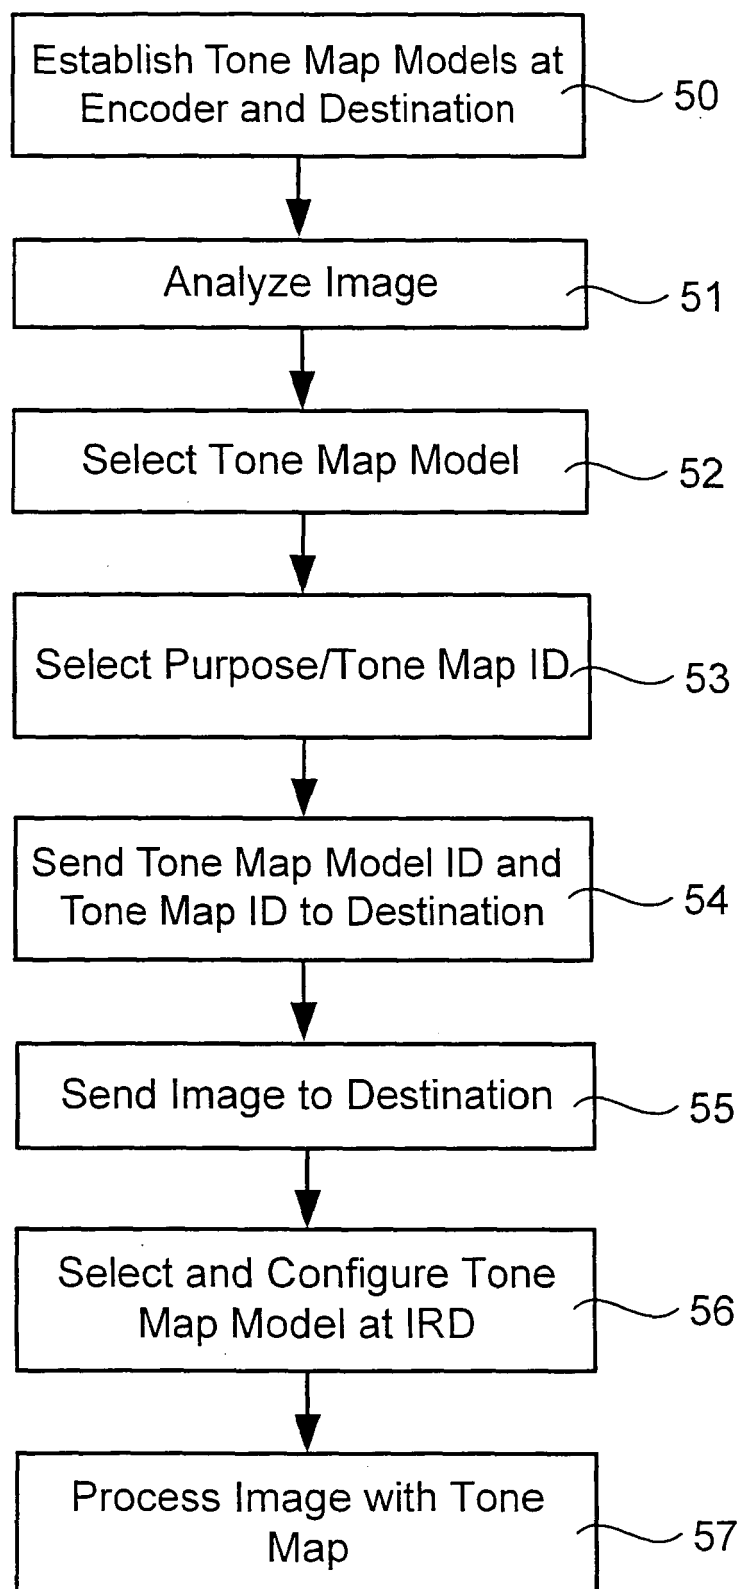 Establish Tone Map Models at
Encoder and Destination
50
Analyze Image
51
Select Tone Map Model
52
Select Purpose/Tone Map ID
53
Send Tone Map Model ID and
Tone Map ID to Destination
54
Send Image to Destination
55
Select and Configure Tone
Map Model at IRD
56
Process Image with Tone
Map
57